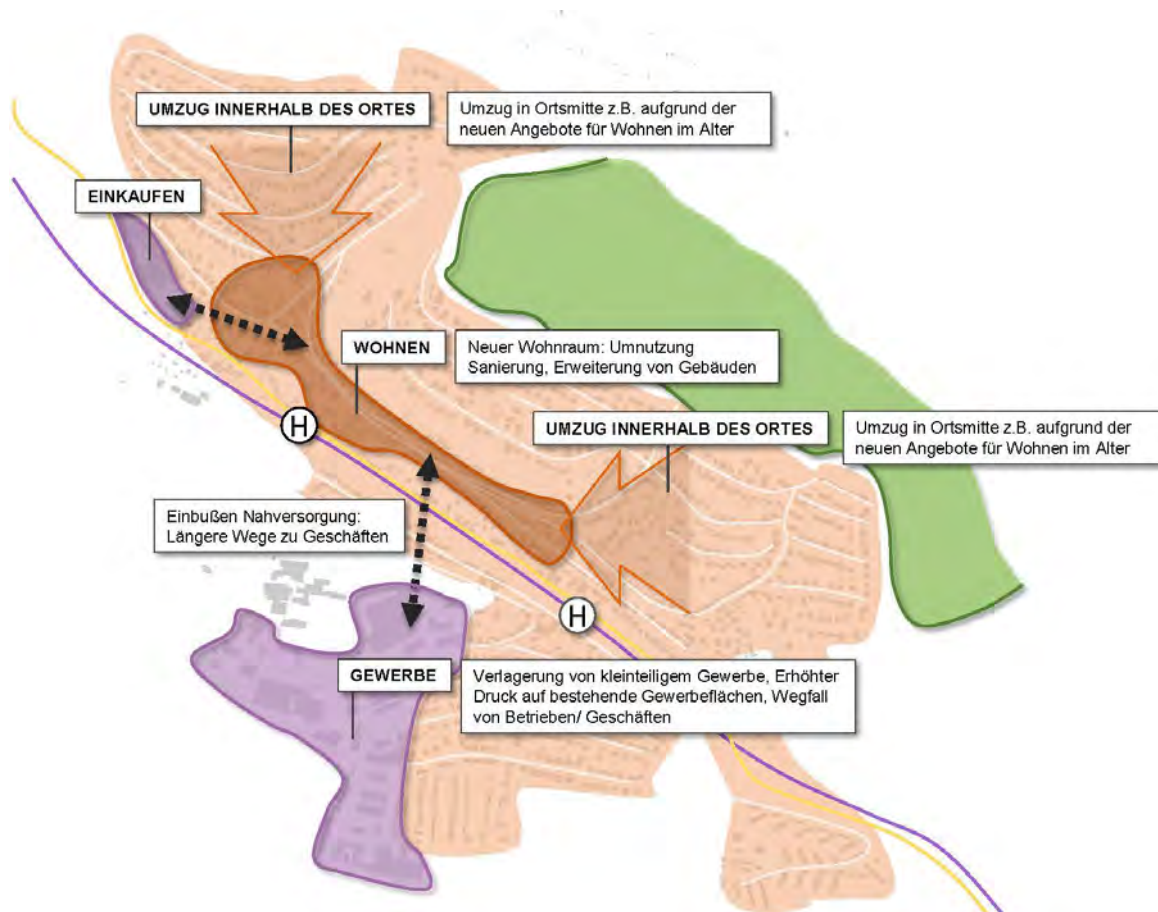 UMZUG INNERHALB DES ORTES
Umzug in Ortsmitte z.B. aufgrund der
neuen Angebote für Wohnen im Alter
EINKAUFEN
WOHNEN
Neuer Wohnraum: Umnutzung
Sanierung, Erweiterung von Gebäuden
H
UMZUG INNERHALB DES ORTES
Umzug in Ortsmitte z.B. aufgrund der
neuen Angebote für Wohnen im Alter
Einbußen Nahversorgung:
Längere Wege zu Geschäften
H
GEWERBE
Verlagerung von kleinteiligem Gewerbe, Erhöhter
Druck auf bestehende Gewerbeflächen, Wegfall
von Betrieben/ Geschäften